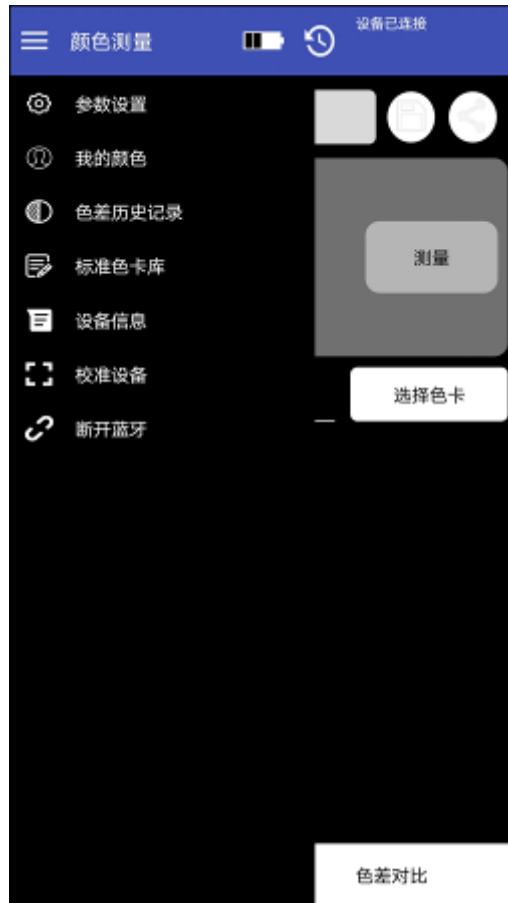 设备已连接
颜色测量
参数设置
我的颜色
色差历史记录
标准色卡库
设备信息
校准设备
断开蓝牙
测量
选择色卡
色差对比